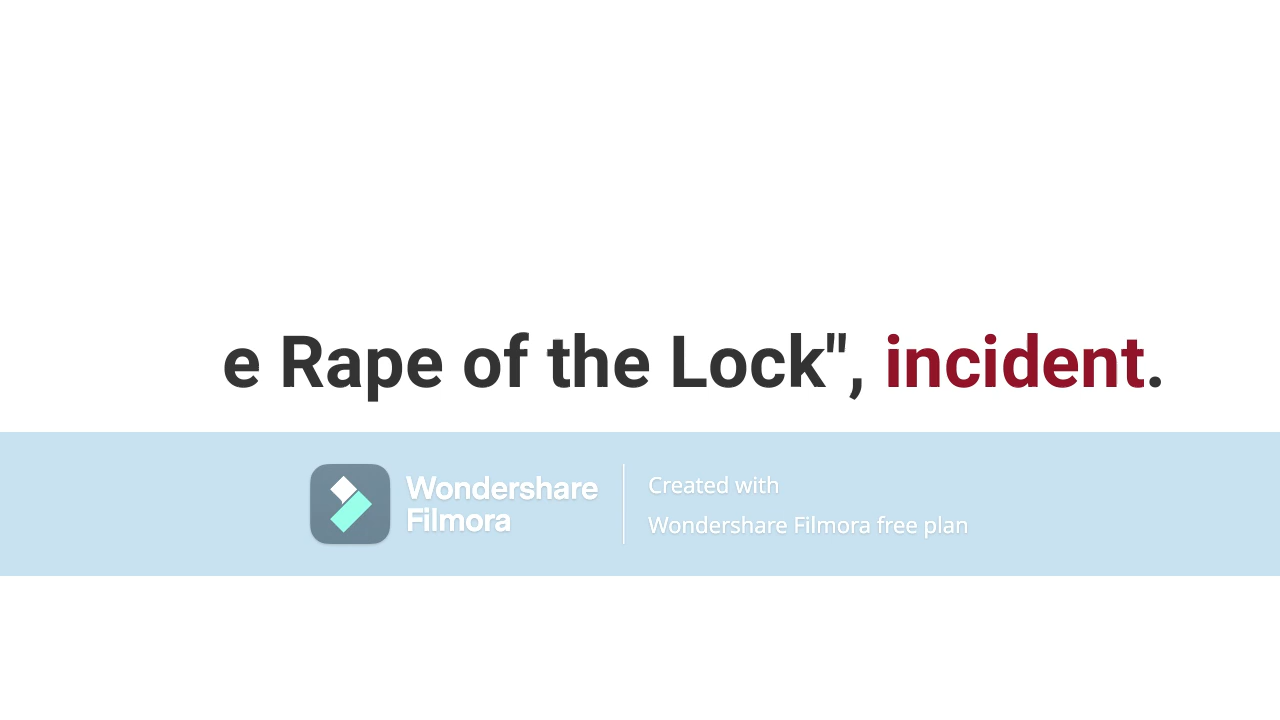 e Rape of the Lock", incident.
Wondershare
Filmora
Created with
Wondershare Filmora free plan